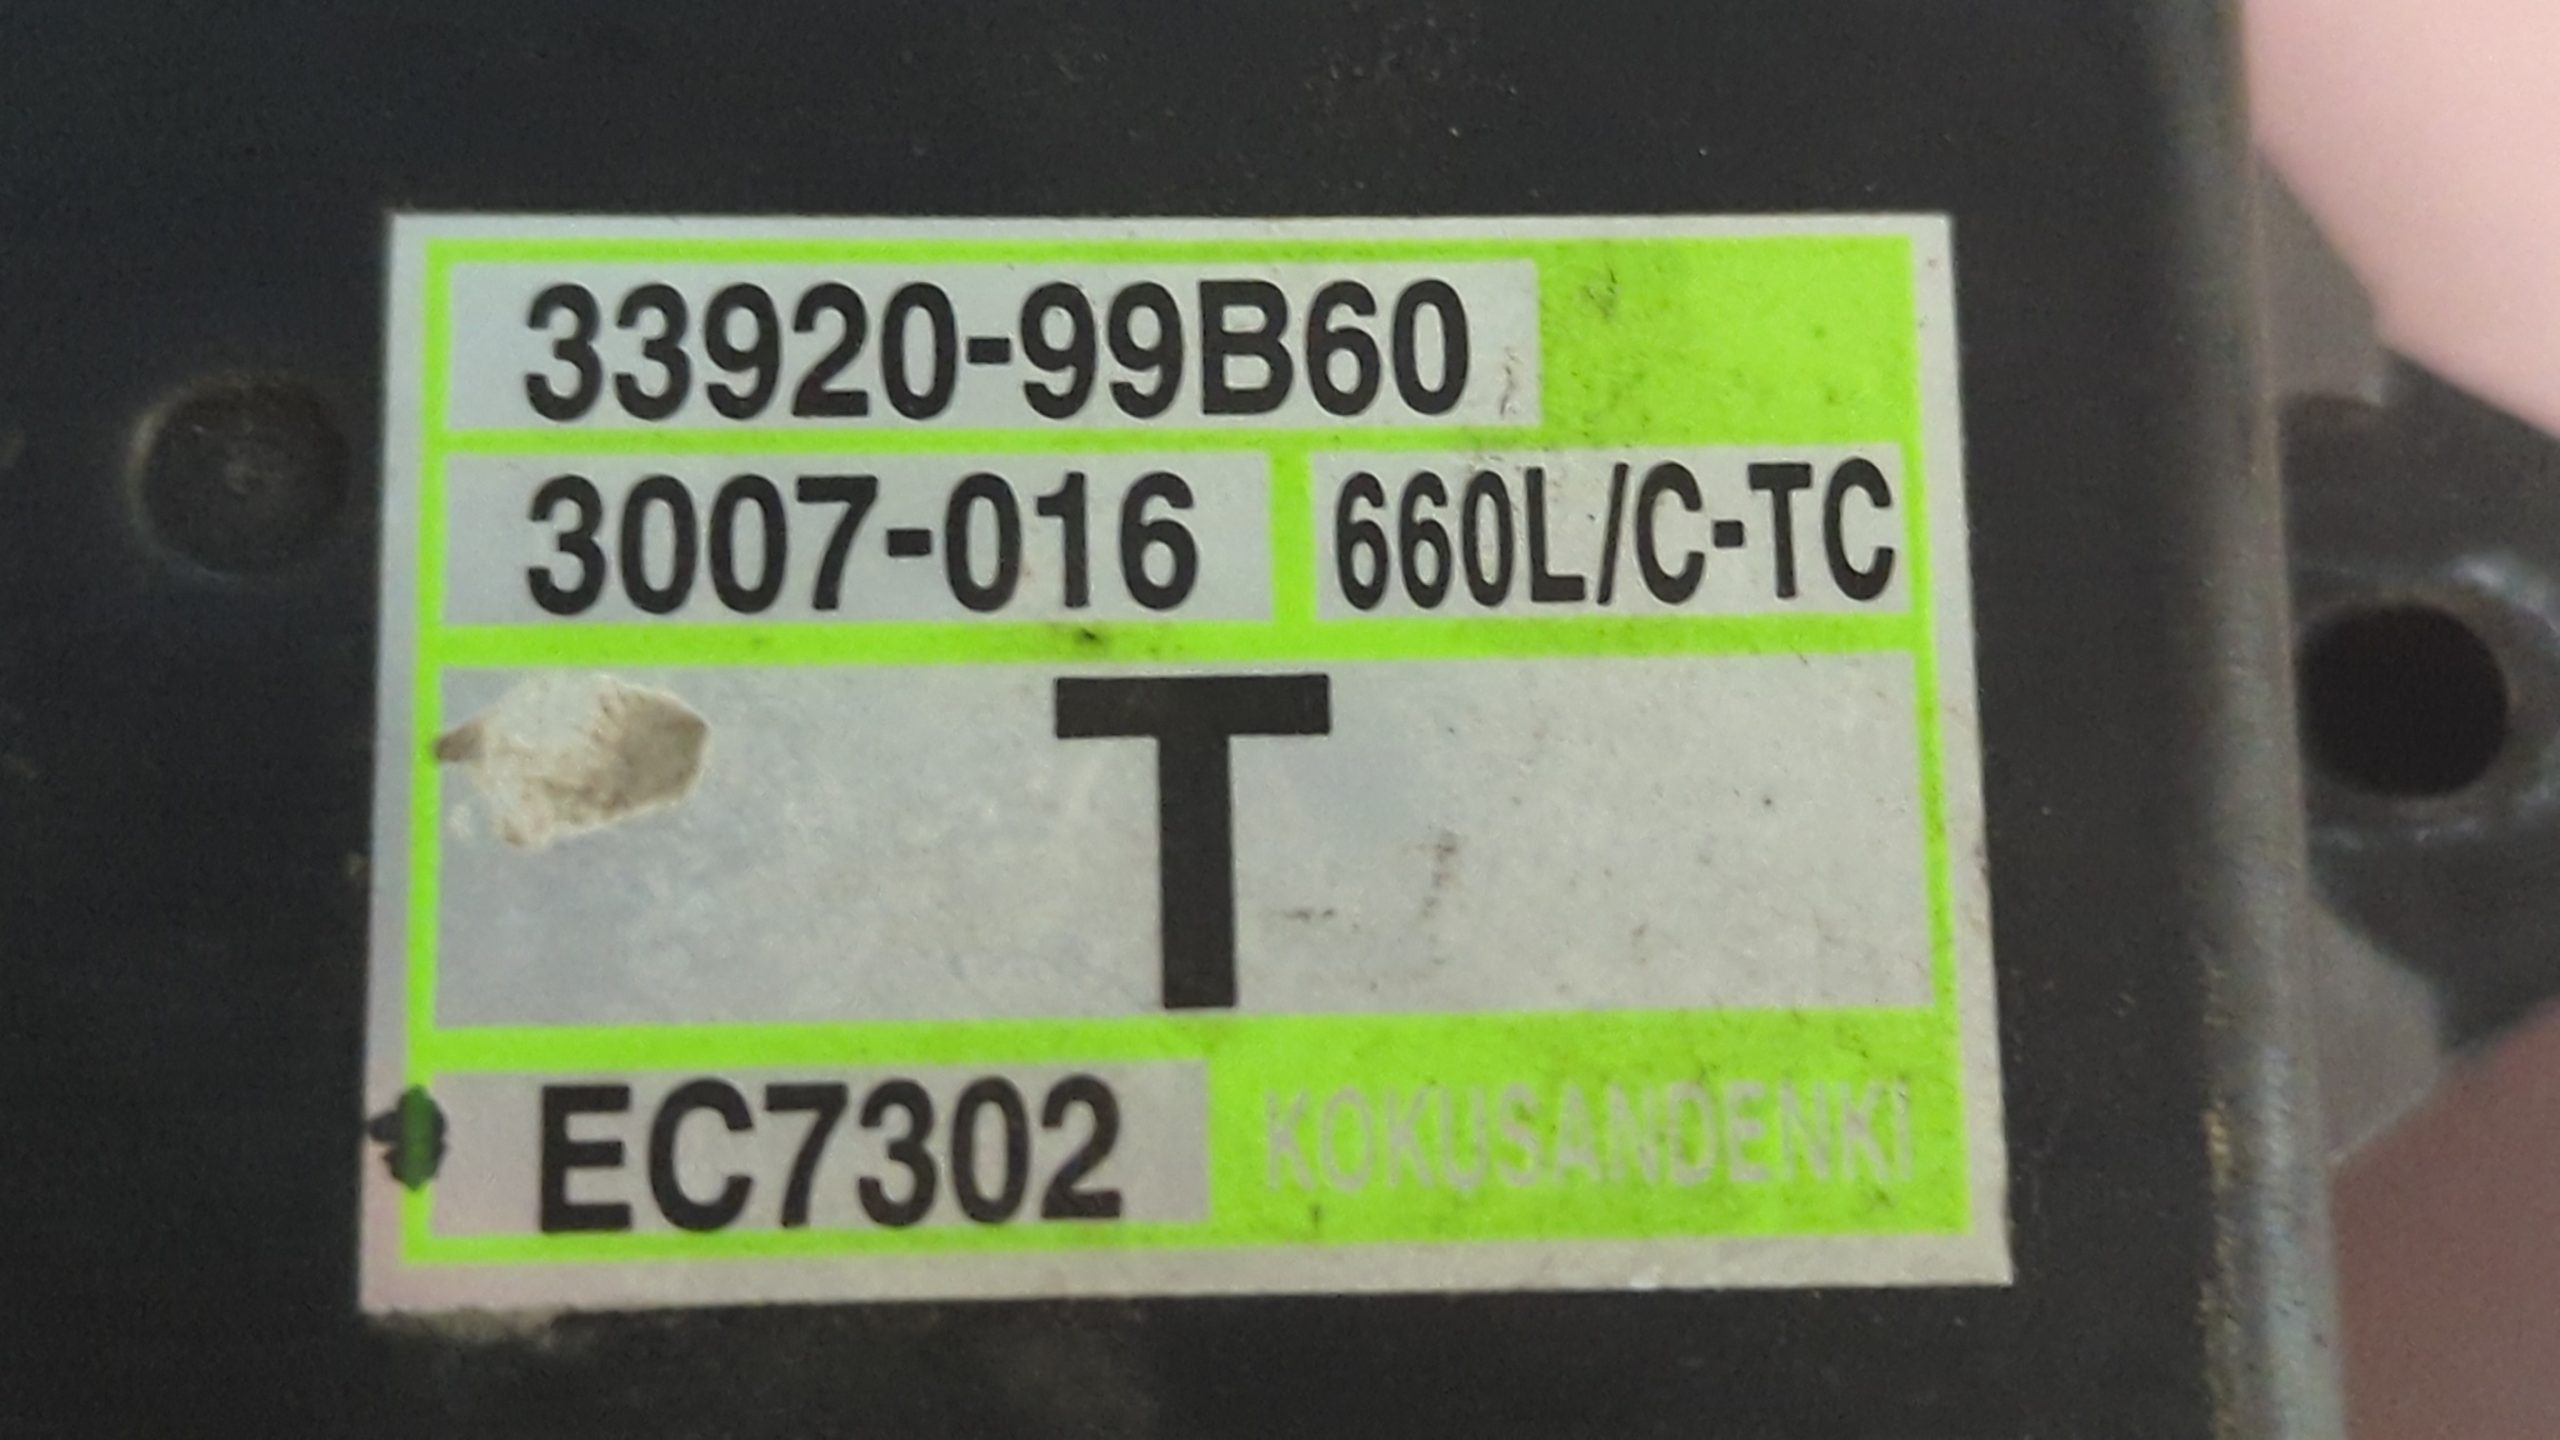 33920-99B60
3007-016 660L/C-TC
T
EC7302 KOKUSANDENKI